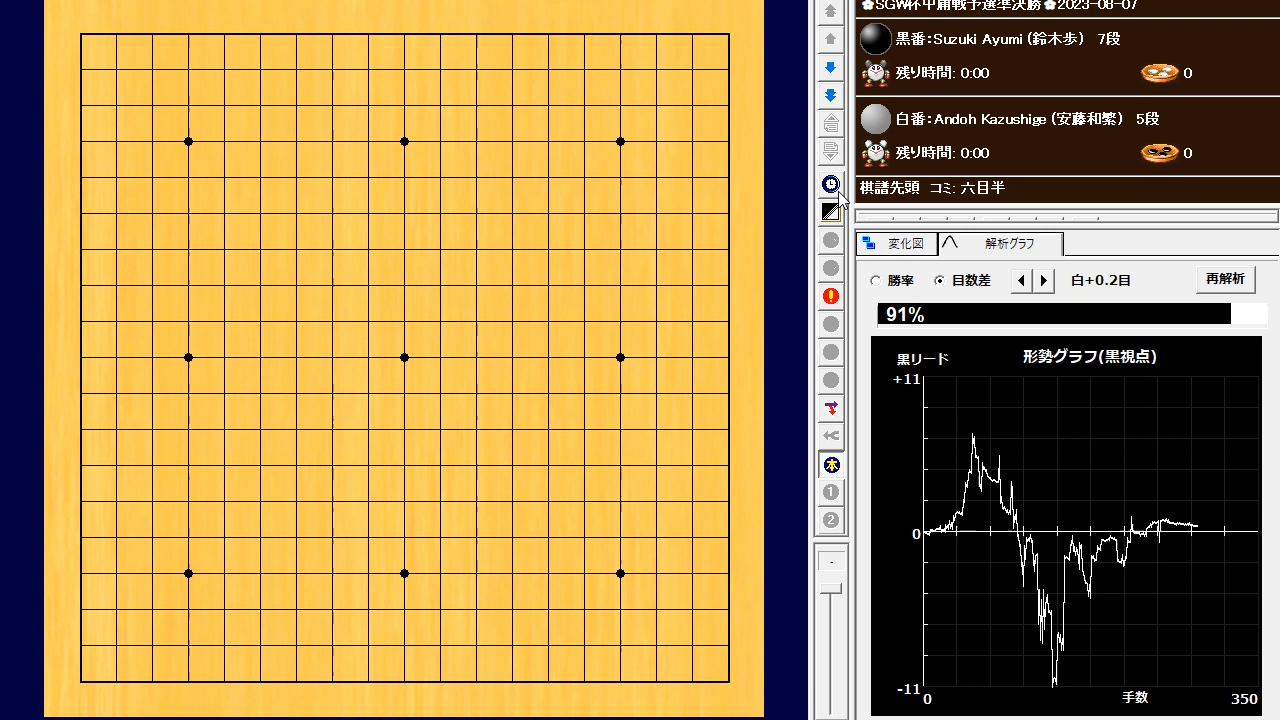 SGW杯中庸戦予選準決勝 2023-08-07
黒番:Suzuki Ayumi (鈴木歩) 7段
残り時間: 0:00 0
白番:Andoh Kazushige (安藤和繁) 5段
残り時間: 0:00 0
棋譜先頭 コミ: 六目半
変化図 解析グラフ
勝率 目数差 白+0.2目 再解析
91%
黒リード 形勢グラフ(黒視点)
+11
0
-11
0 手数 350
本
1
2
-